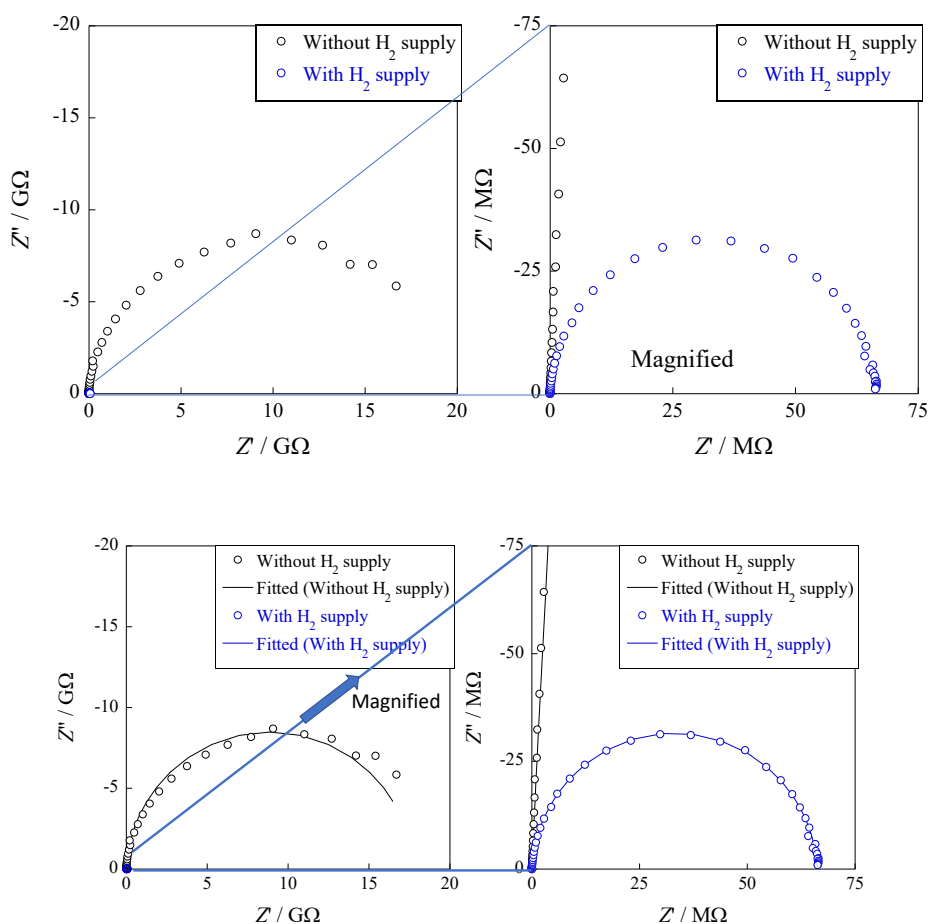 -20
-15
-10
-5
0
0
5
10
15
20
Z" / GΩ
Z' / GΩ
Without H2 supply
With H2 supply
-75
-50
-25
0
0
25
50
75
Z" / MΩ
Z' / MΩ
Without H2 supply
With H2 supply
Magnified
-20
-15
-10
-5
0
0
5
10
15
20
Z" / GΩ
Z' / GΩ
Without H2 supply
Fitted (Without H2 supply)
With H2 supply
Fitted (With H2 supply)
Magnified
-75
-50
-25
0
0
25
50
75
Z" / MΩ
Z' / MΩ
Without H2 supply
Fitted (Without H2 supply)
With H2 supply
Fitted (With H2 supply)